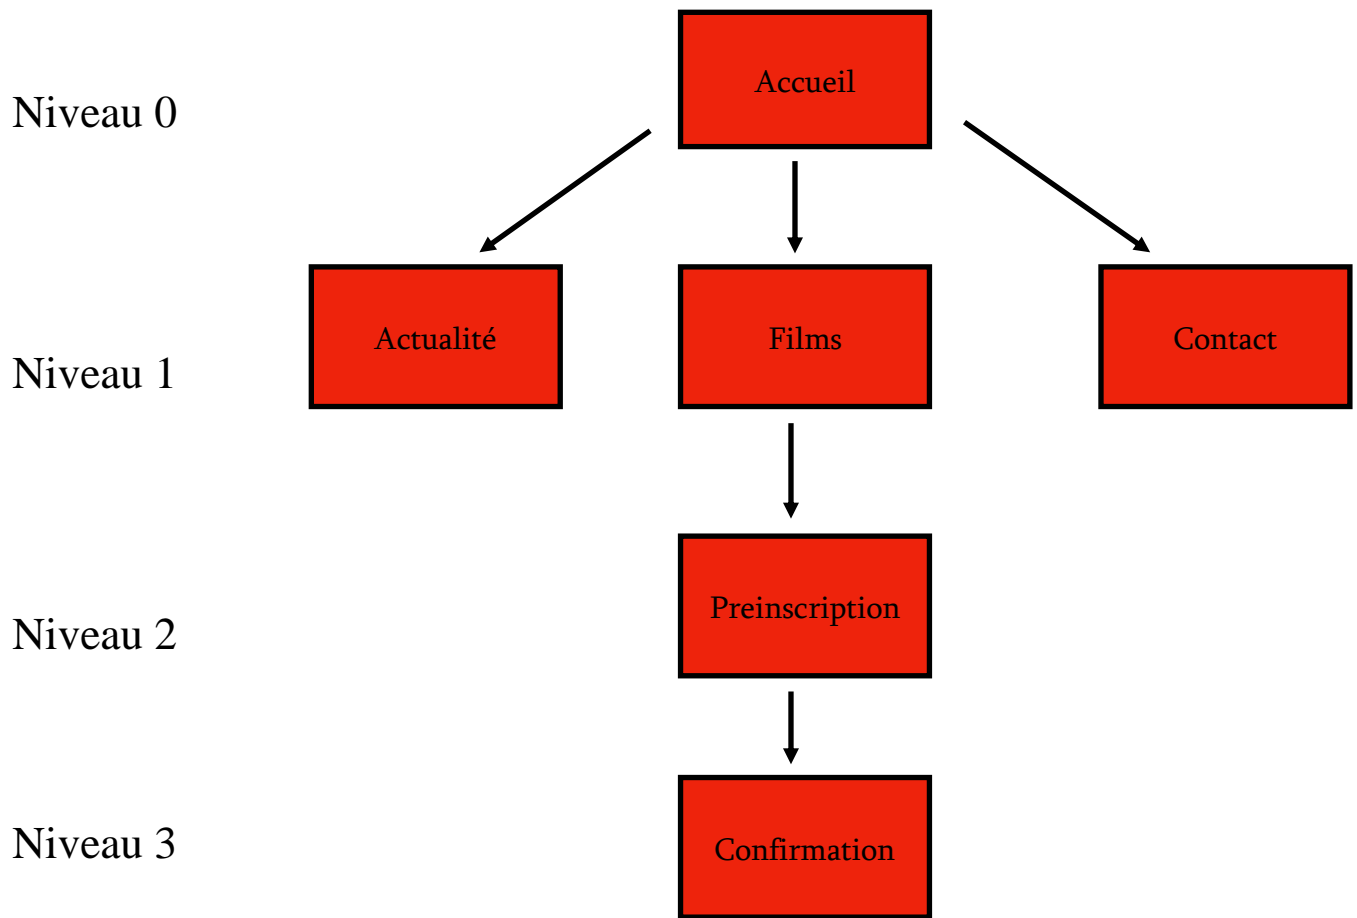 Accueil
Niveau 0
Actualité
Films
Contact
Niveau 1
Preinscription
Niveau 2
Niveau 3
Confirmation